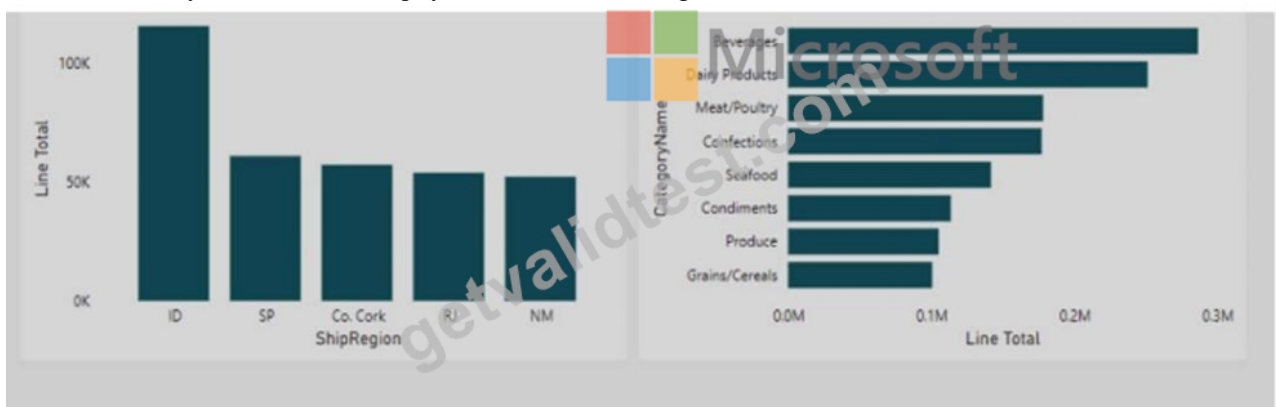 100K
50K
0K
Line Total
ID
SP
Co. Cork
RJ
NM
ShipRegion
Microsoft
CategoryName
Beverages
Dairy Products
Meat/Poultry
Confections
Seafood
Condiments
Produce
Grains/Cereals
0.0M
0.1M
0.2M
0.3M
Line Total
getvalidtest.com